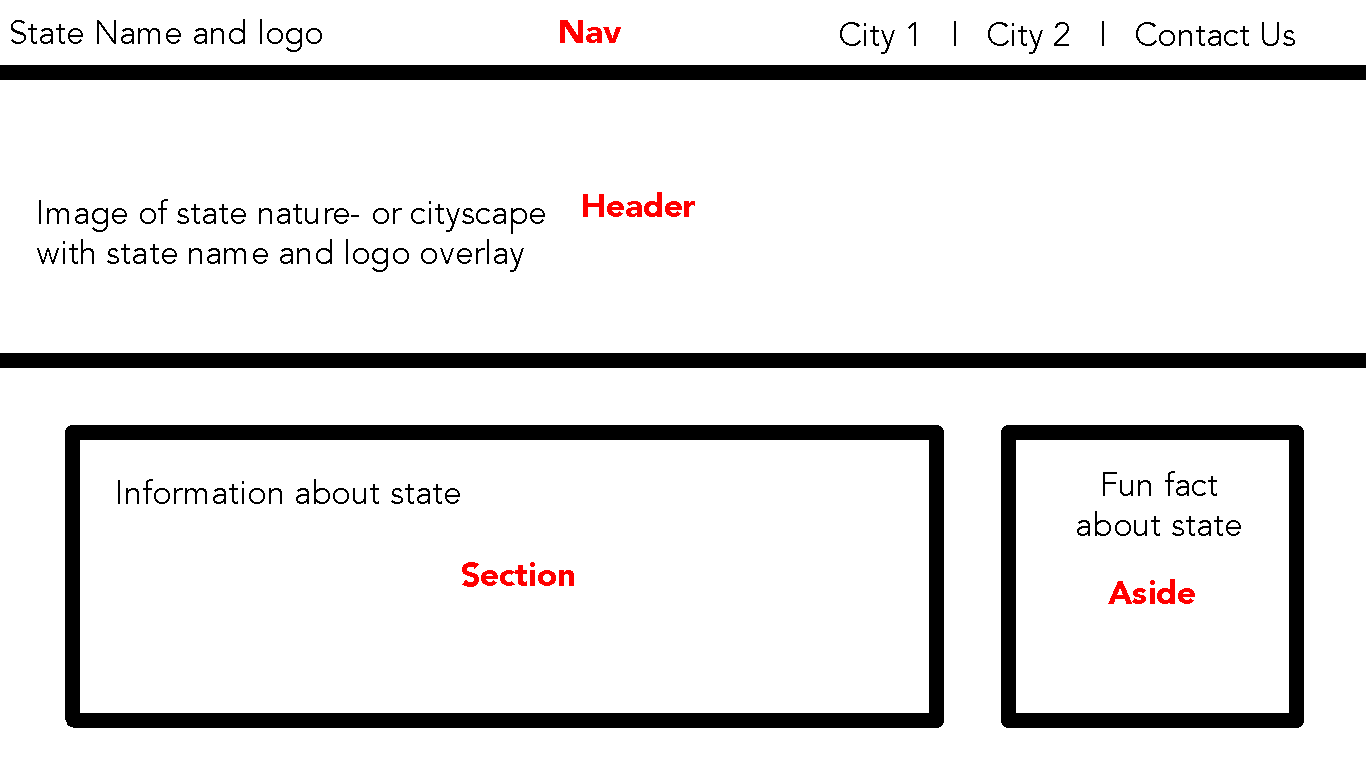 State Name and logo
Nav
City 1 | City 2 | Contact Us
Image of state nature- or cityscape
with state name and logo overlay
Header
Information about state
Section
Fun fact
about state
Aside